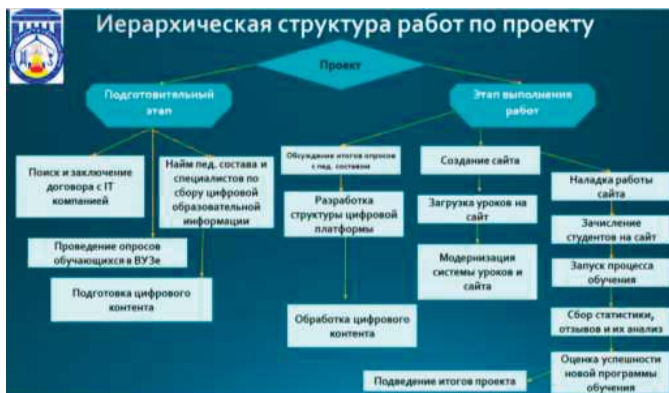 Иерархическая структура работ по проекту
Проект
Подготовительный
этап
Этап выполнения
работ
Поиск и заключение
договора с IT
компанией
Найм пед. состава и
специалистов по
сбору цифровой
образовательной
информации
Проведение опросов
обучающихся в ВУЗе
Подготовка цифрового
контента
Обсуждение итогов опросов
с пед. составом
Разработка
структуры цифровой
платформы
Обработка цифрового
контента
Создание сайта
Загрузка уроков на
сайт
Модернизация
системы уроков и
сайта
Наладка работы
сайта
Зачисление
студентов на сайт
Запуск процесса
обучения
Сбор статистики,
отзывов и их анализ
Оценка успешности
новой программы
обучения
Подведение итогов проекта